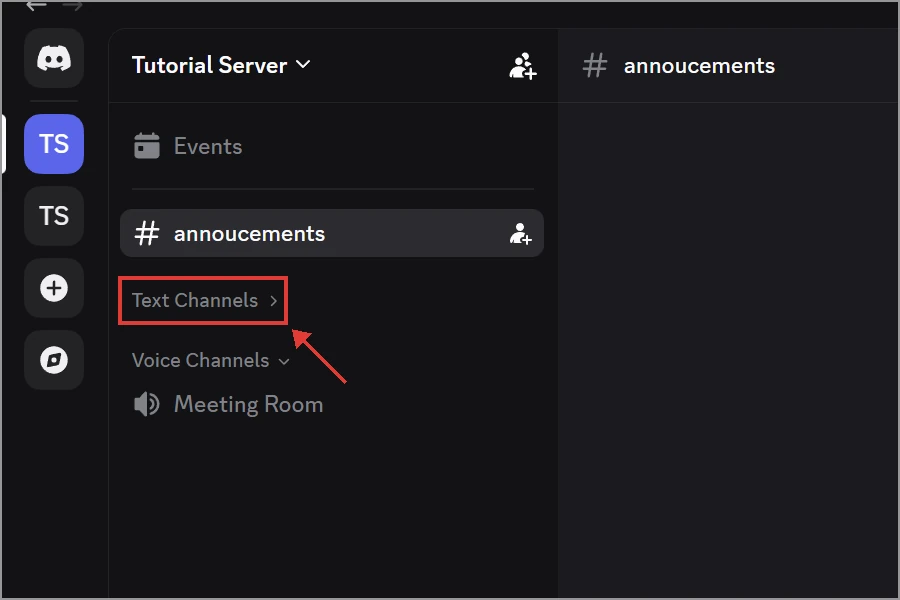 Tutorial Server
# annoucements
TS
Events
TS
# annoucements
Text Channels
Voice Channels
Meeting Room